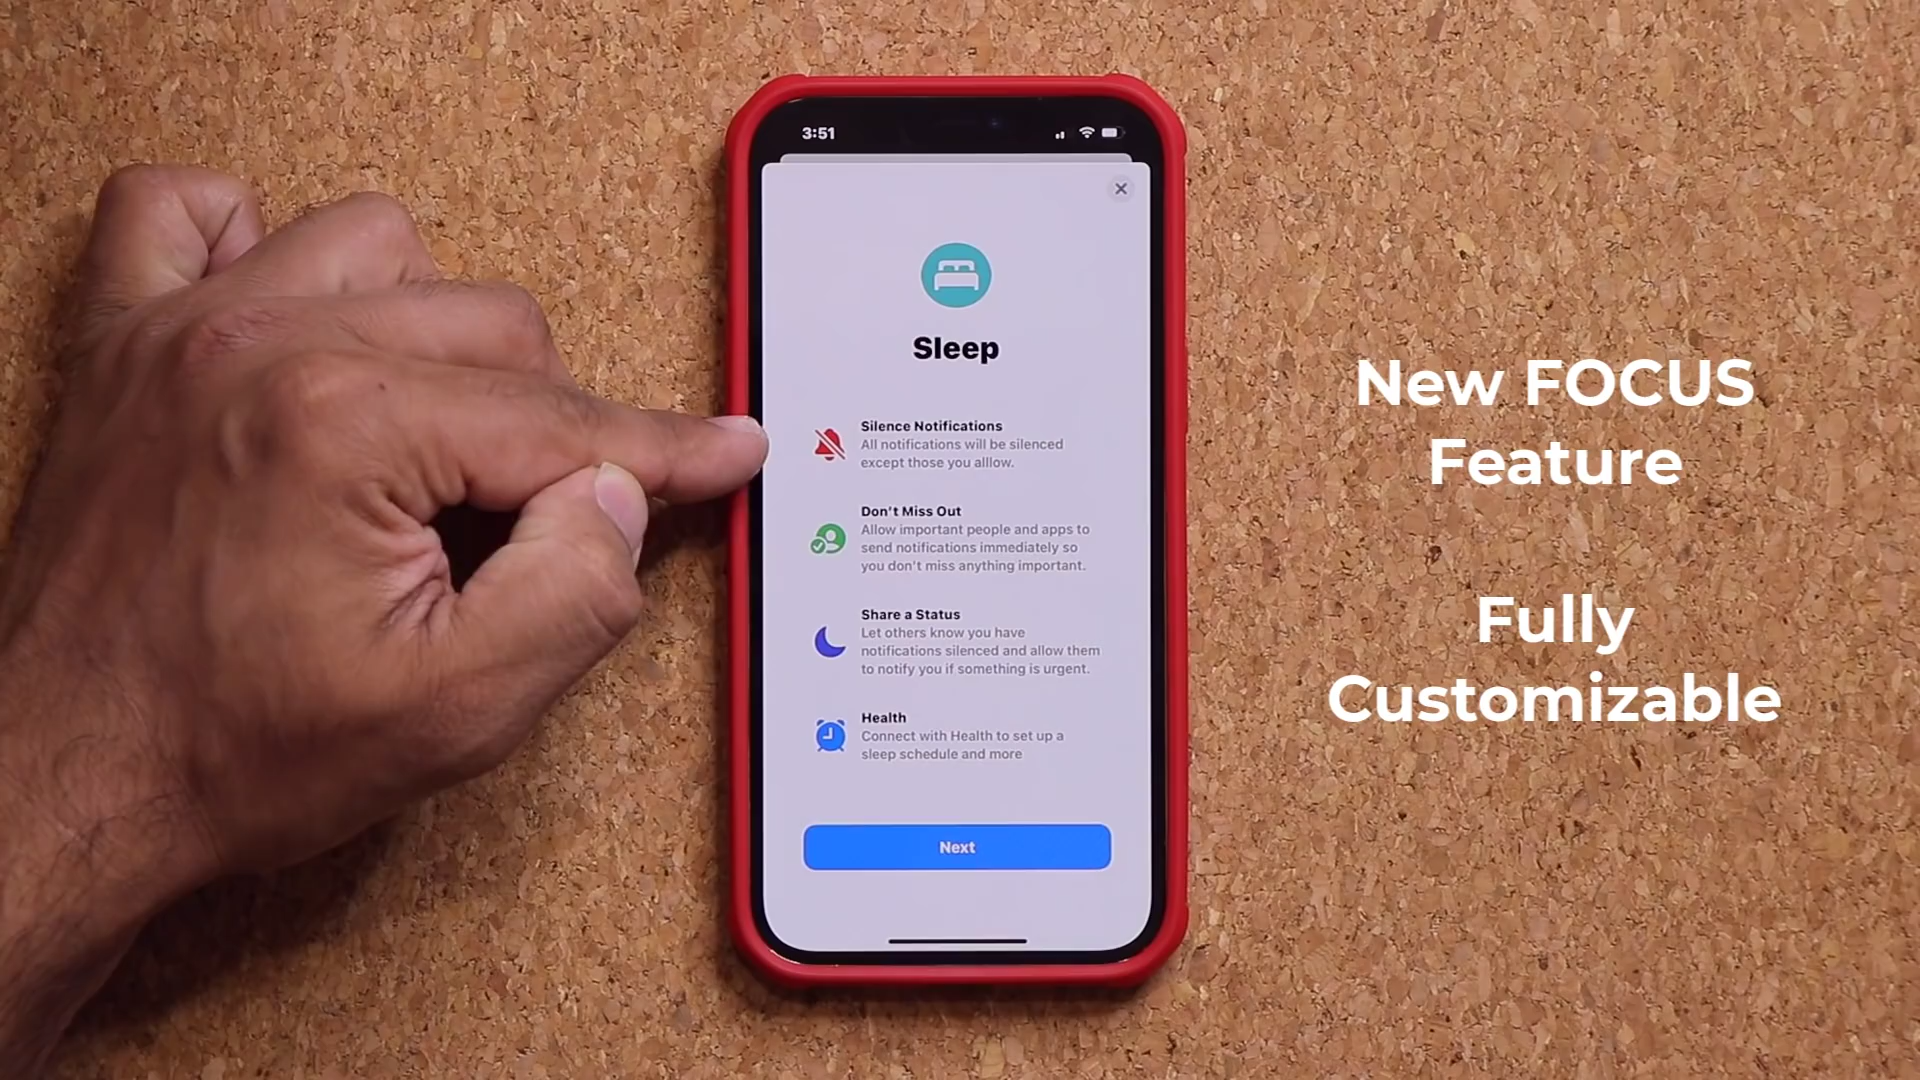 3:51
Sleep
Silence Notifications
All notifications will be silenced
except those you alllow.
Don't Miss Out
Allow important people and apps to
send notifications immediately so
you don't miss anything important.
Share a Status
Let others know you have
notifications silenced and allow them
to notify you if something is urgent.
Health
Connect with Health to set up a
sleep schedule and more
Next
New FOCUS
Feature
Fully
Customizable